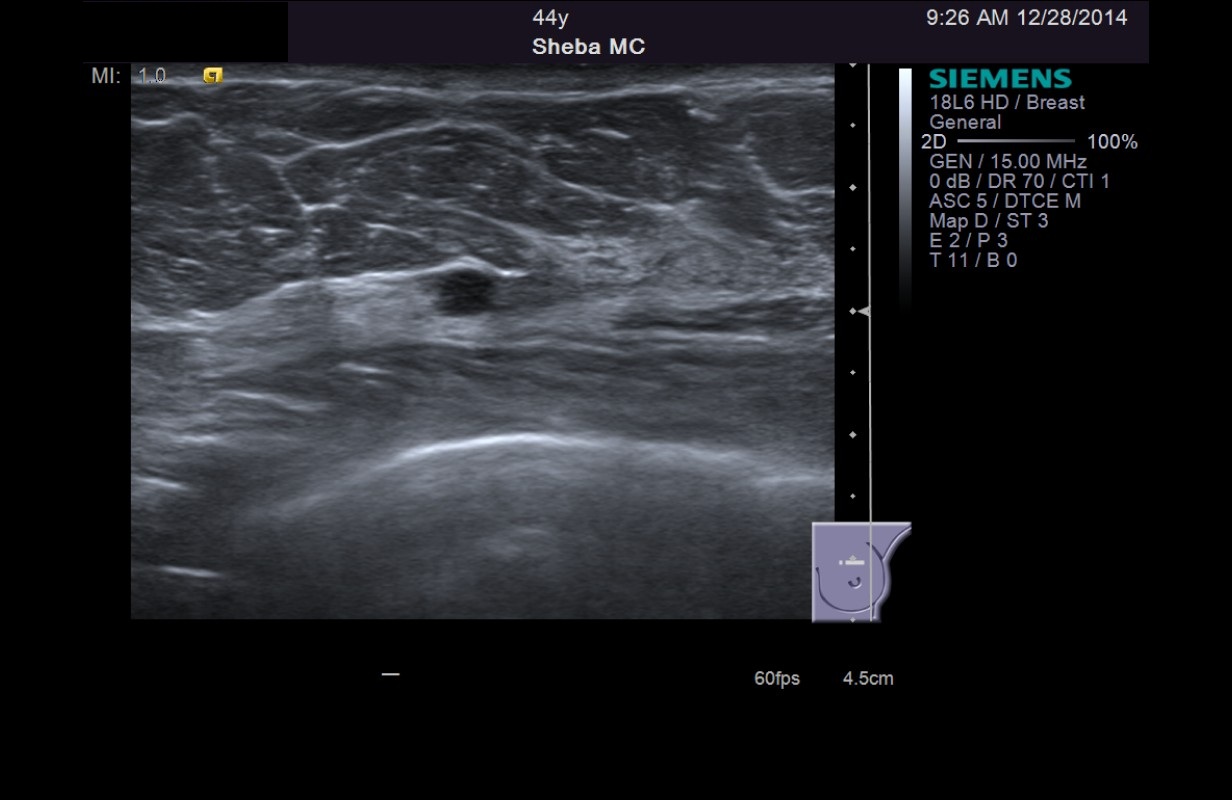 44y
9:26 AM 12/28/2014
Sheba MC
MI: 1.0
SIEMENS
18L6 HD / Breast
General
2D 100%
GEN / 15.00 MHz
0 dB / DR 70 / CTI 1
ASC 5 / DTCE M
Map D / ST 3
E 2 / P 3
T 11 / B 0
60fps 4.5cm